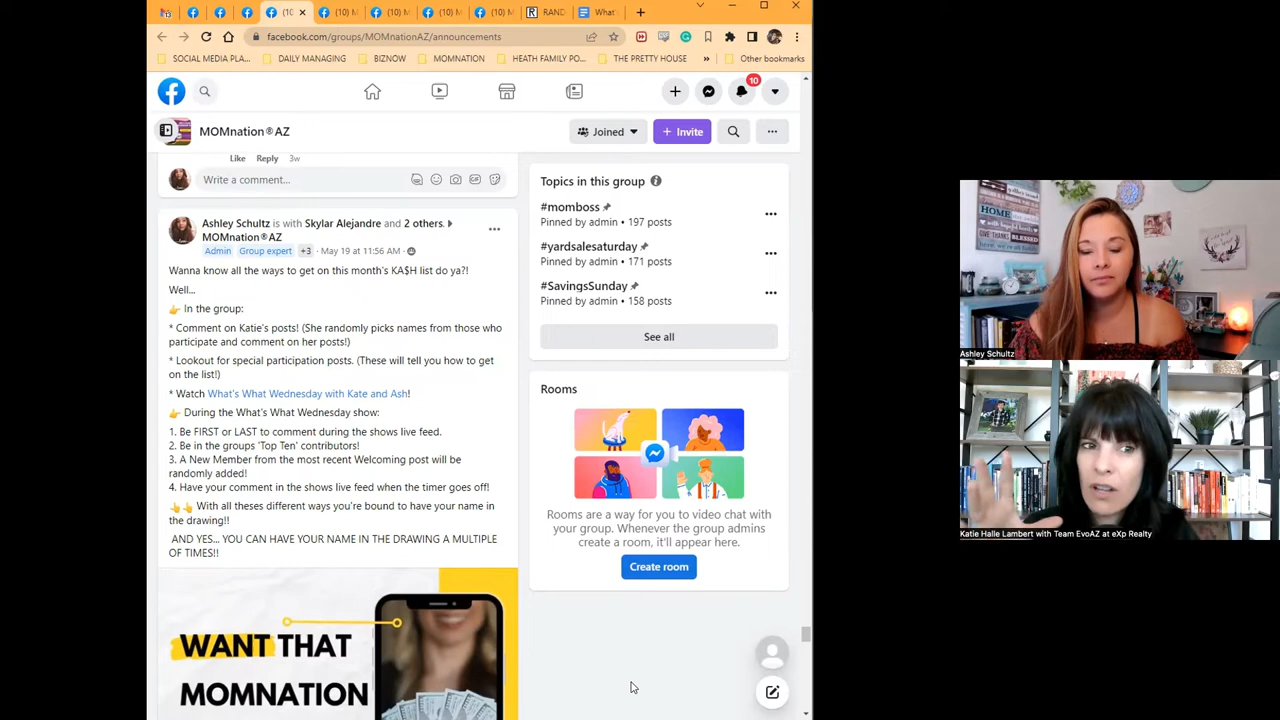 (10
(10) M
(10) M
(10) M
(10) M
RAND
What'
facebook.com/groups/MOMnationAZ/announcements
SOCIAL MEDIA PLA...
DAILY MANAGING
BIZNOW
MOMNATION
HEATH FAMILY PO...
THE PRETTY HOUSE
»
Other bookmarks
10
MOMnation®AZ
Joined
+ Invite
Like Reply 3w
Write a comment...
Ashley Schultz is with Skylar Alejandre and 2 others.
MOMnation®AZ
Admin Group expert +3 · May 19 at 11:56 AM ·
Wanna know all the ways to get on this month's KA$H list do ya?!
Well...
👉 In the group:
* Comment on Katie's posts! (She randomly picks names from those who
participate and comment on her posts!)
* Lookout for special participation posts. (These will tell you how to get
on the list!)
* Watch What's What Wednesday with Kate and Ash!
👉 During the What's What Wednesday show:
1. Be FIRST or LAST to comment during the shows live feed.
2. Be in the groups 'Top Ten' contributors!
3. A New Member from the most recent Welcoming post will be
randomly added!
4. Have your comment in the shows live feed when the timer goes off!
👆👆 With all theses different ways you're bound to have your name in
the drawing!!
AND YES... YOU CAN HAVE YOUR NAME IN THE DRAWING A MULTIPLE
OF TIMES!!
WANT THAT
MOMNATION
Topics in this group
#momboss
Pinned by admin • 197 posts
#yardsalesaturday
Pinned by admin • 171 posts
#SavingsSunday
Pinned by admin • 158 posts
See all
Rooms
Rooms are a way for you to video chat with
your group. Whenever the group admins
create a room, it'll appear here.
Create room
HOME
Ashley Schultz
Katie Halle Lambert with Team EvoAZ at eXp Realty